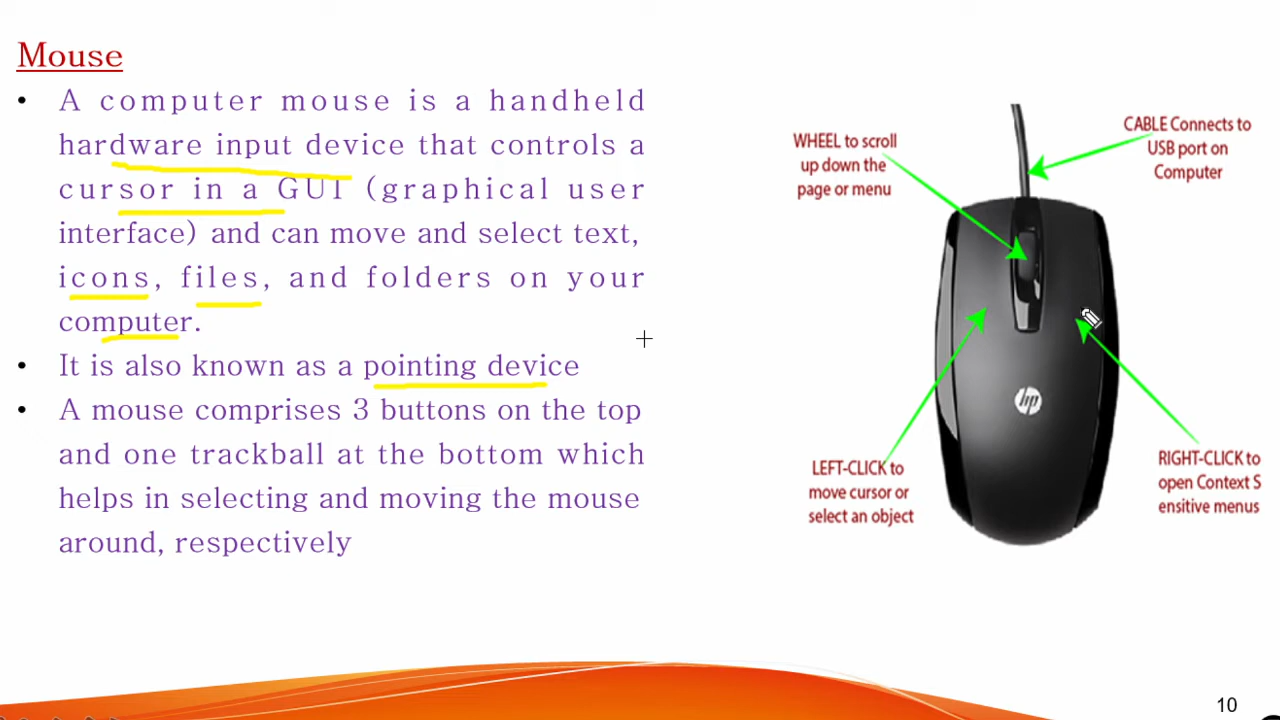 Mouse
• A computer mouse is a handheld
hardware input device that controls a
cursor in a GUI (graphical user
interface) and can move and select text,
icons, files, and folders on your
computer.
• It is also known as a pointing device
• A mouse comprises 3 buttons on the top
and one trackball at the bottom which
helps in selecting and moving the mouse
around, respectively
WHEEL to scroll
up down the
page or menu
CABLE Connects to
USB port on
Computer
hp
LEFT-CLICK to
move cursor or
select an object
RIGHT-CLICK to
open Context S
ensitive menus
10